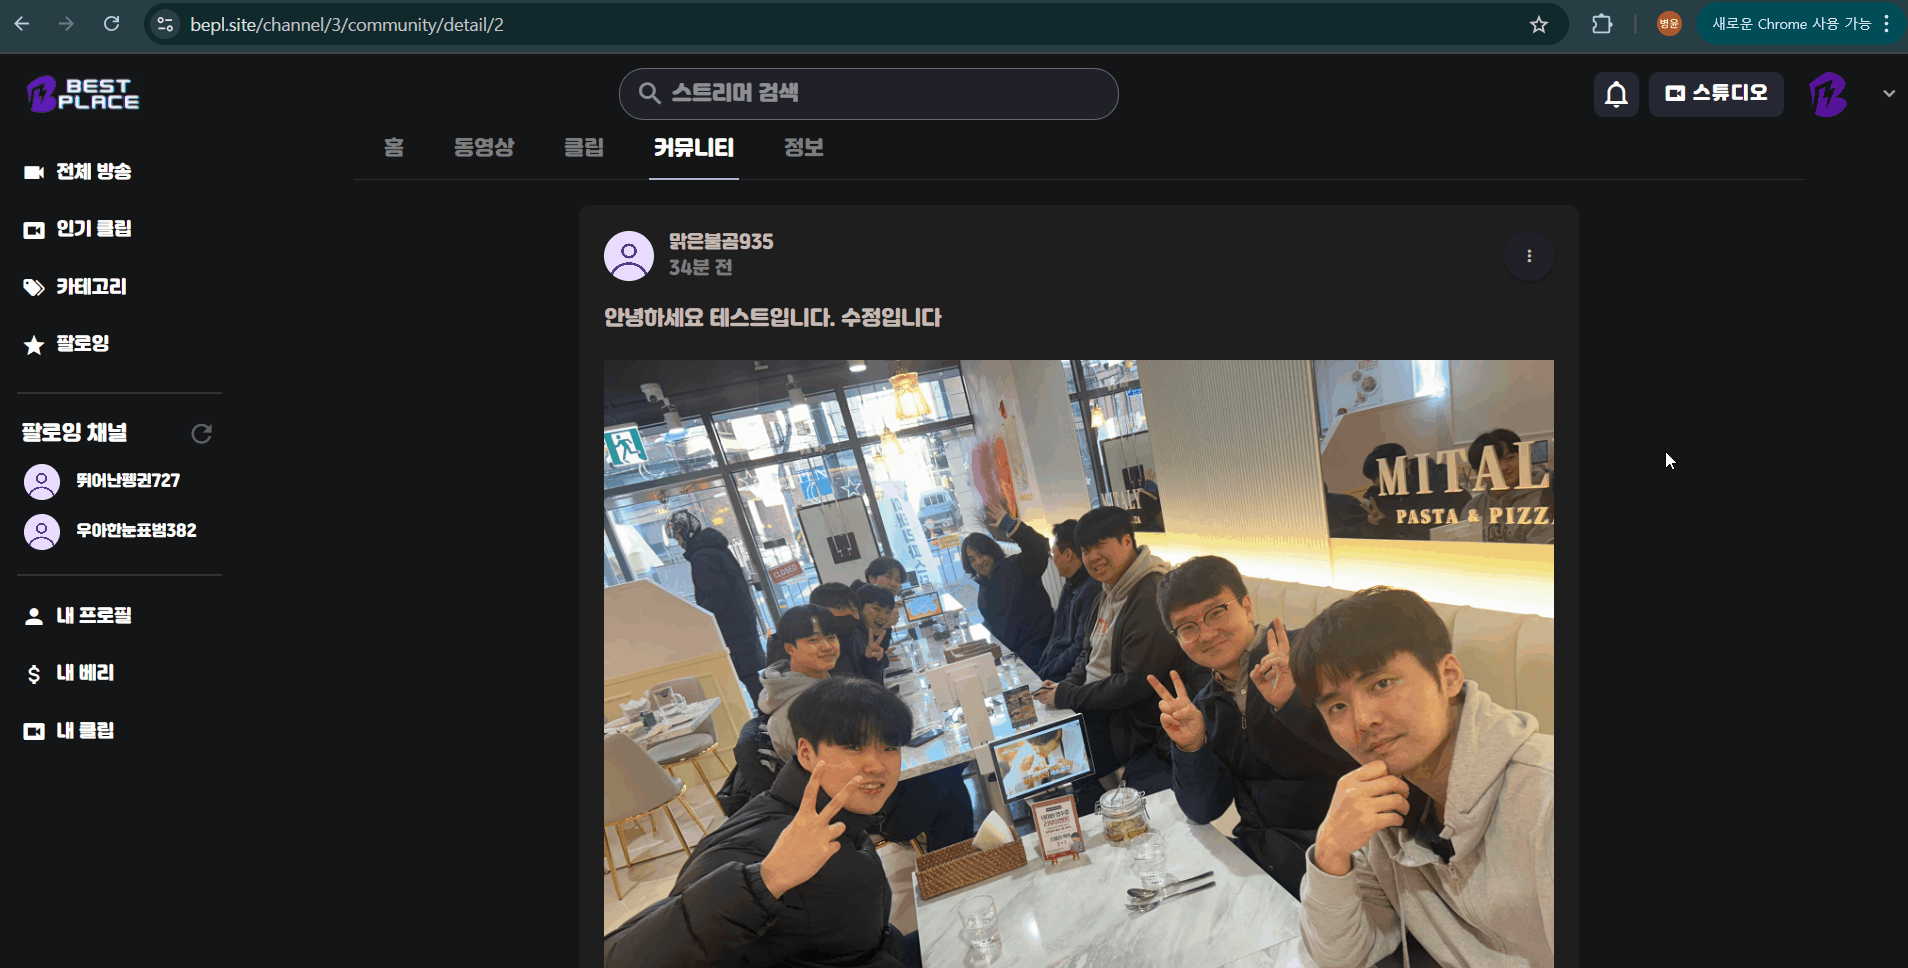 bepl.site/channel/3/community/detail/2
병윤
새로운 Chrome 사용 가능
BEST
PLACE
스트리머 검색
스튜디오
홈 동영상 클립 커뮤니티 정보
전체 방송
인기 클립
카테고리
팔로잉
팔로잉 채널
뛰어난펭귄727
우아한눈표범382
내 프로필
내 베리
내 클립
맑은불곰935
34분 전
안녕하세요 테스트입니다. 수정입니다
MITAL
PASTA & PIZZ
CLOSED